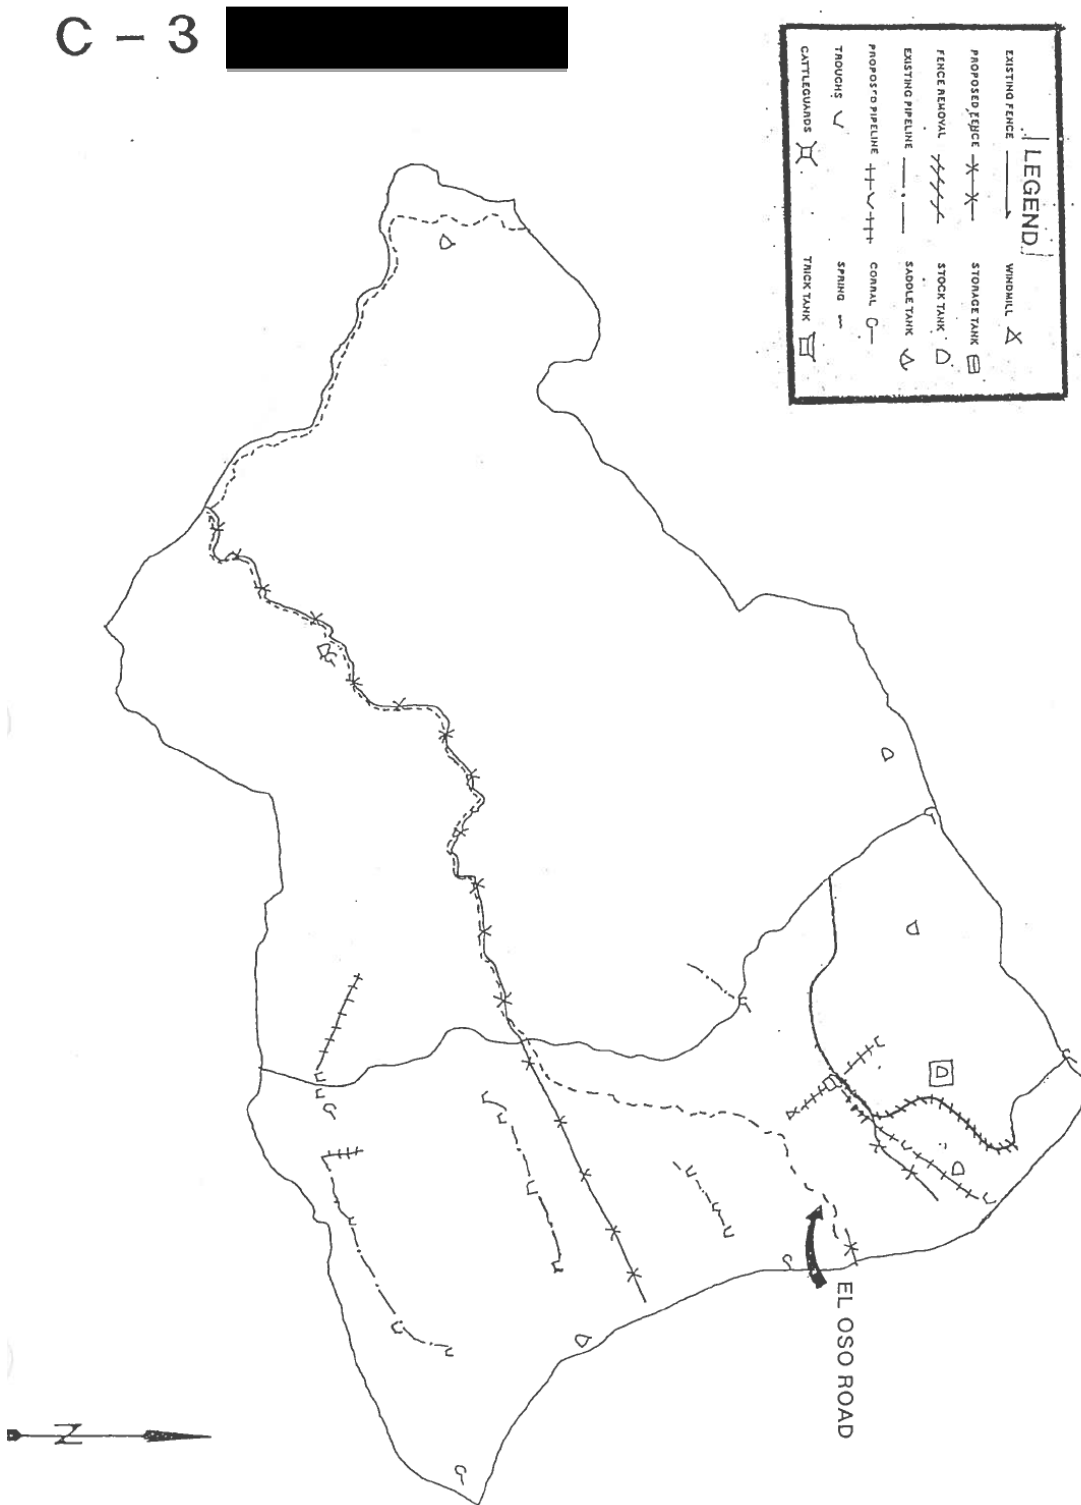 C - 3
LEGEND
EXISTING FENCE
PROPOSED FENCE
FENCE REMOVAL
EXISTING PIPELINE
PROPOSED PIPELINE
TROUGHS
CATTLEGUARDS
WINDMILL
STORAGE TANK
STOCK TANK
SADDLE TANK
CORRAL
SPRING
TRICK TANK
EL OSO ROAD
N